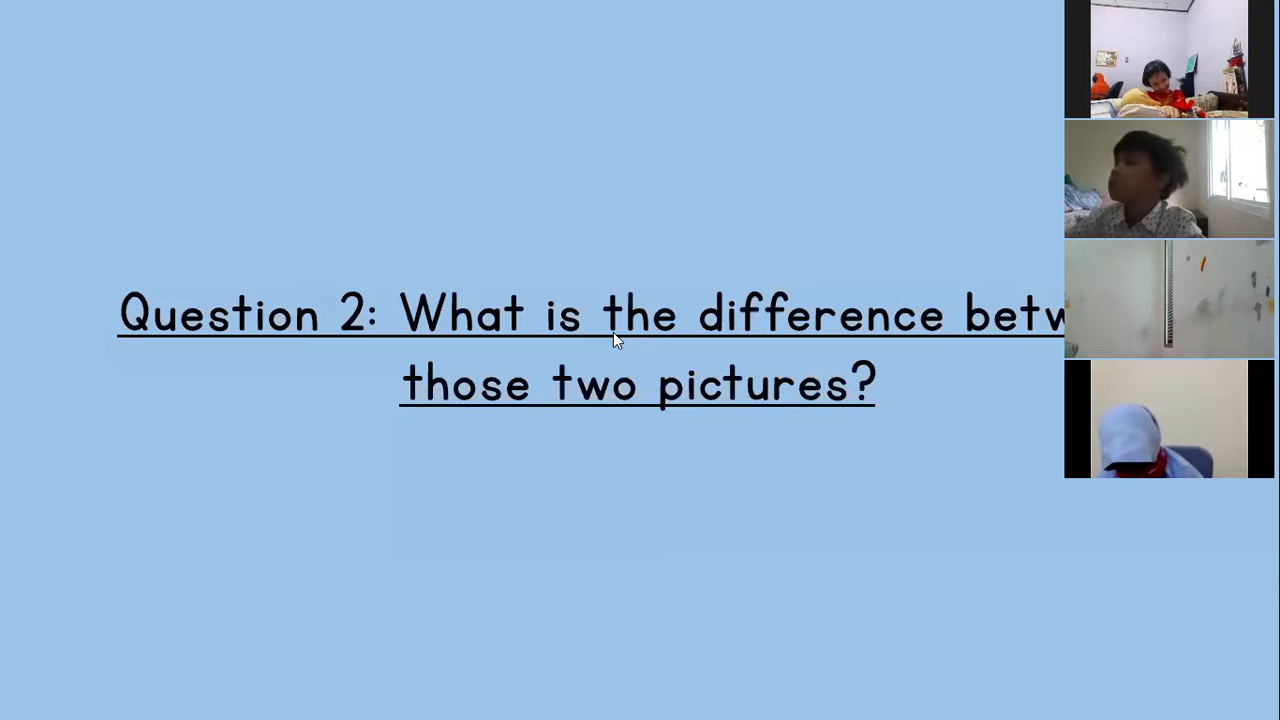 Question 2: What is the difference betw
those two pictures?